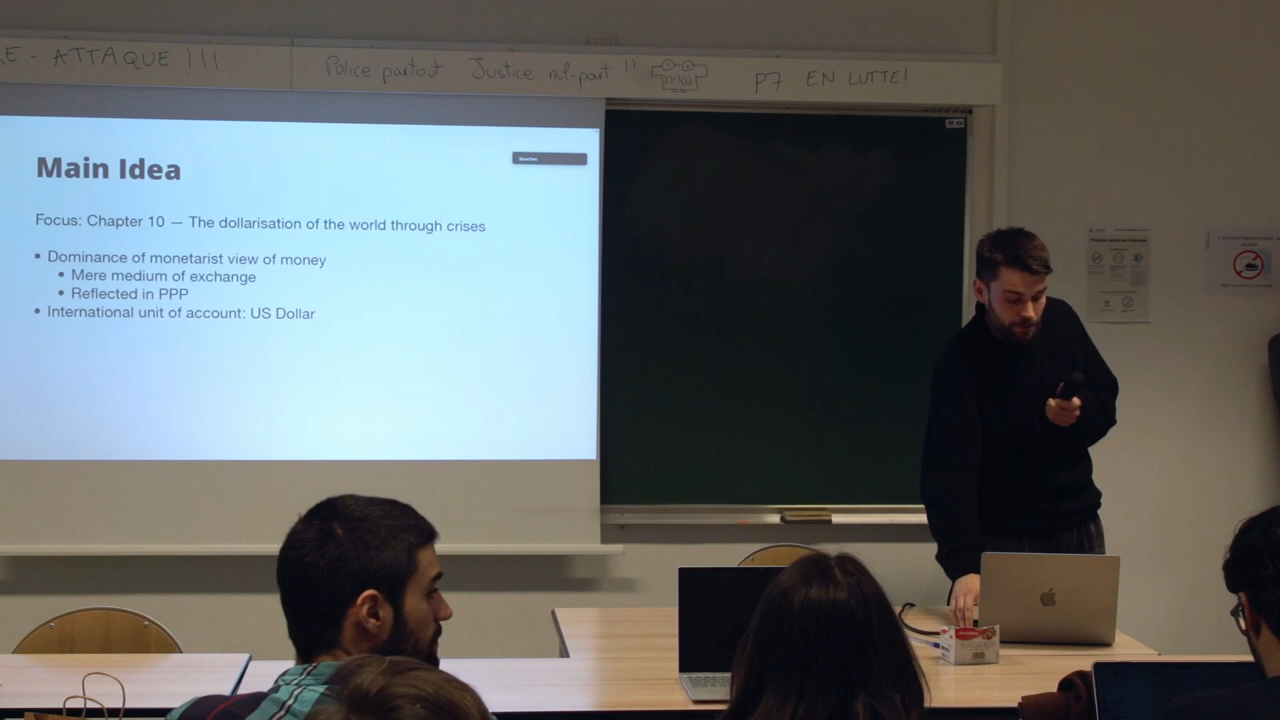 E - ATTAQUE !!!
Police partout Justice nul-part !!
P7 EN LUTTE!
Main Idea
Focus: Chapter 10 — The dollarisation of the world through crises
• Dominance of monetarist view of money
• Mere medium of exchange
• Reflected in PPP
• International unit of account: US Dollar